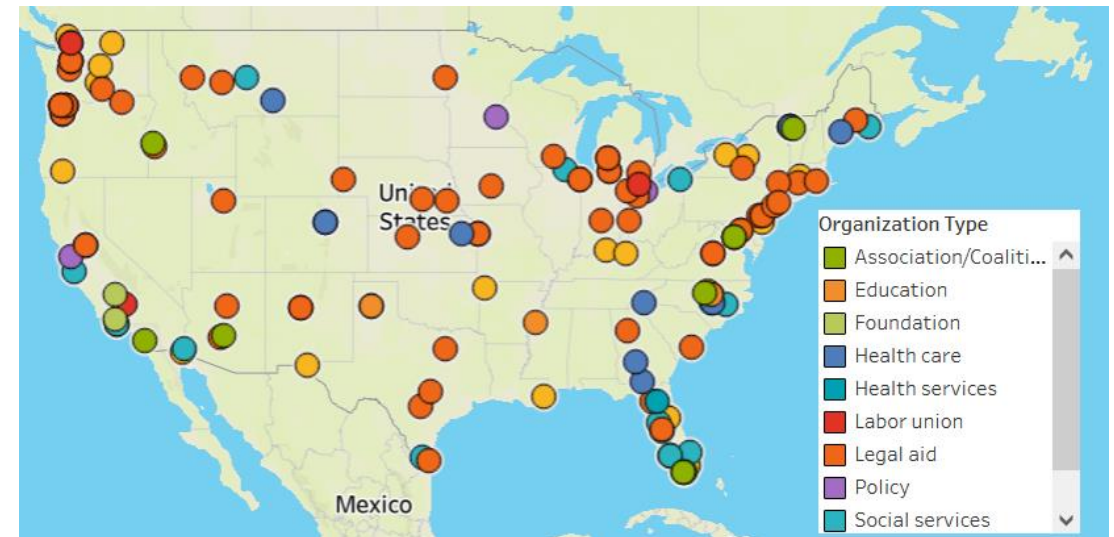 United
States
Mexico
Organization Type
Association/Coaliti...
Education
Foundation
Health care
Health services
Labor union
Legal aid
Policy
Social services